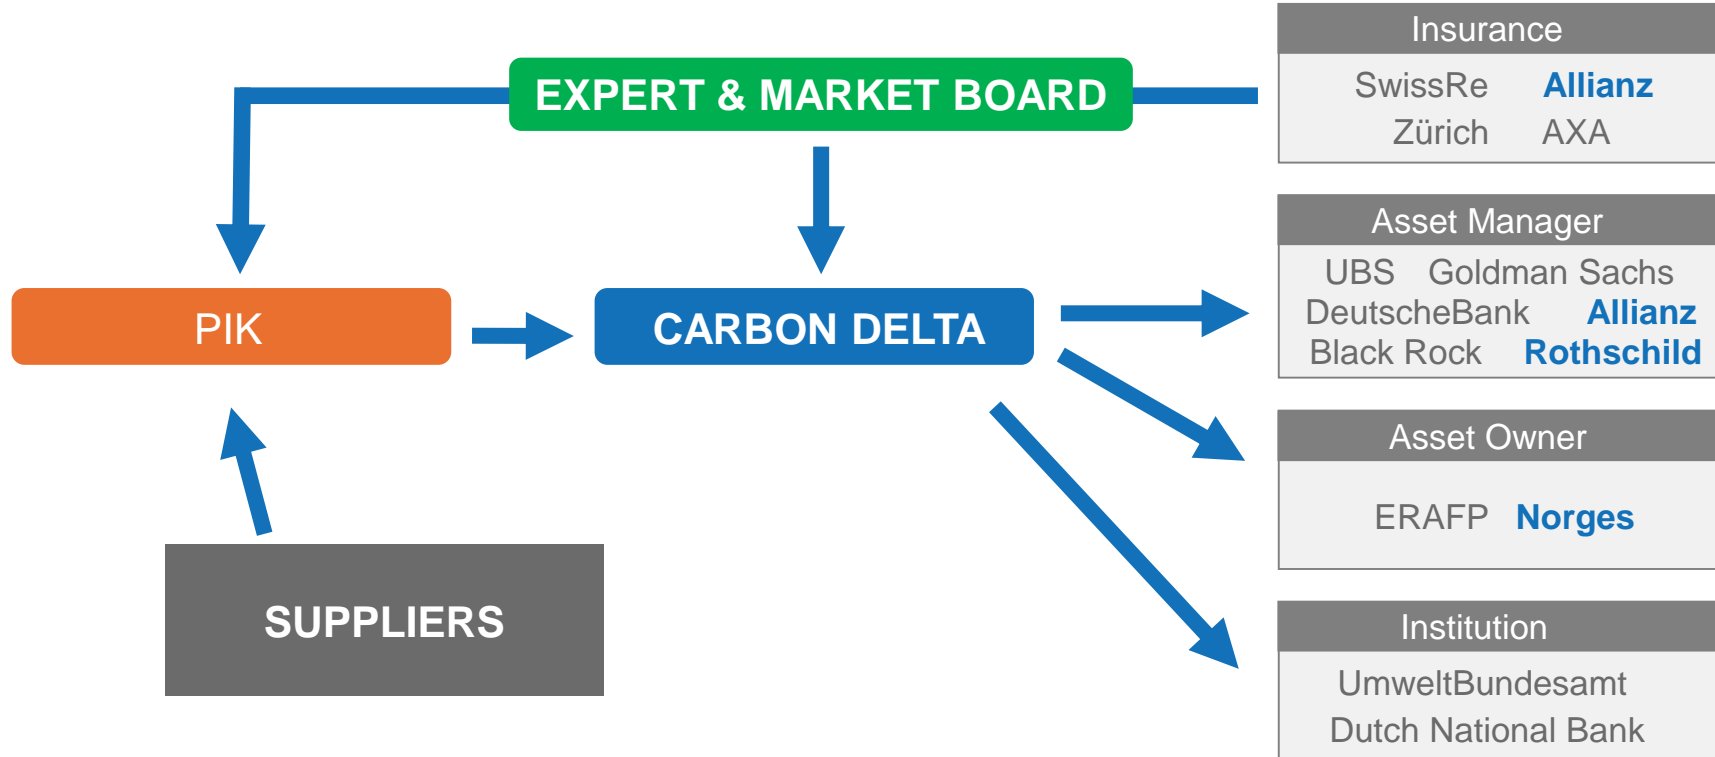 EXPERT & MARKET BOARD
PIK
CARBON DELTA
SUPPLIERS
Insurance
SwissRe Allianz
Zürich AXA
Asset Manager
UBS Goldman Sachs
DeutscheBank Allianz
Black Rock Rothschild
Asset Owner
ERAFP Norges
Institution
UmweltBundesamt
Dutch National Bank